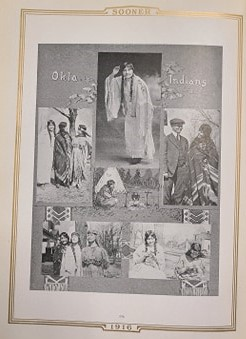 SOONER
Okla
Indians
1916